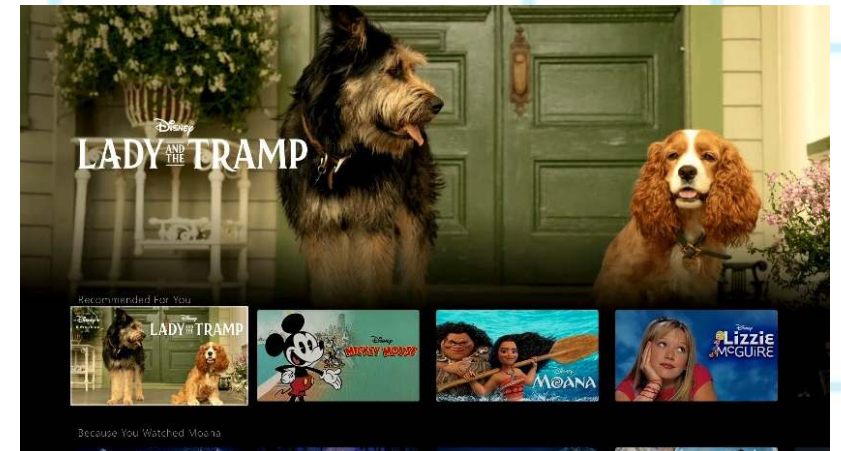 Disney
LADY AND THE TRAMP
Recommended For You
LADY AND THE TRAMP
Disney
MICKEY MOUSE
Disney
MOANA
Disney
Lizzie
McGUIRE
Because You Watched Moana